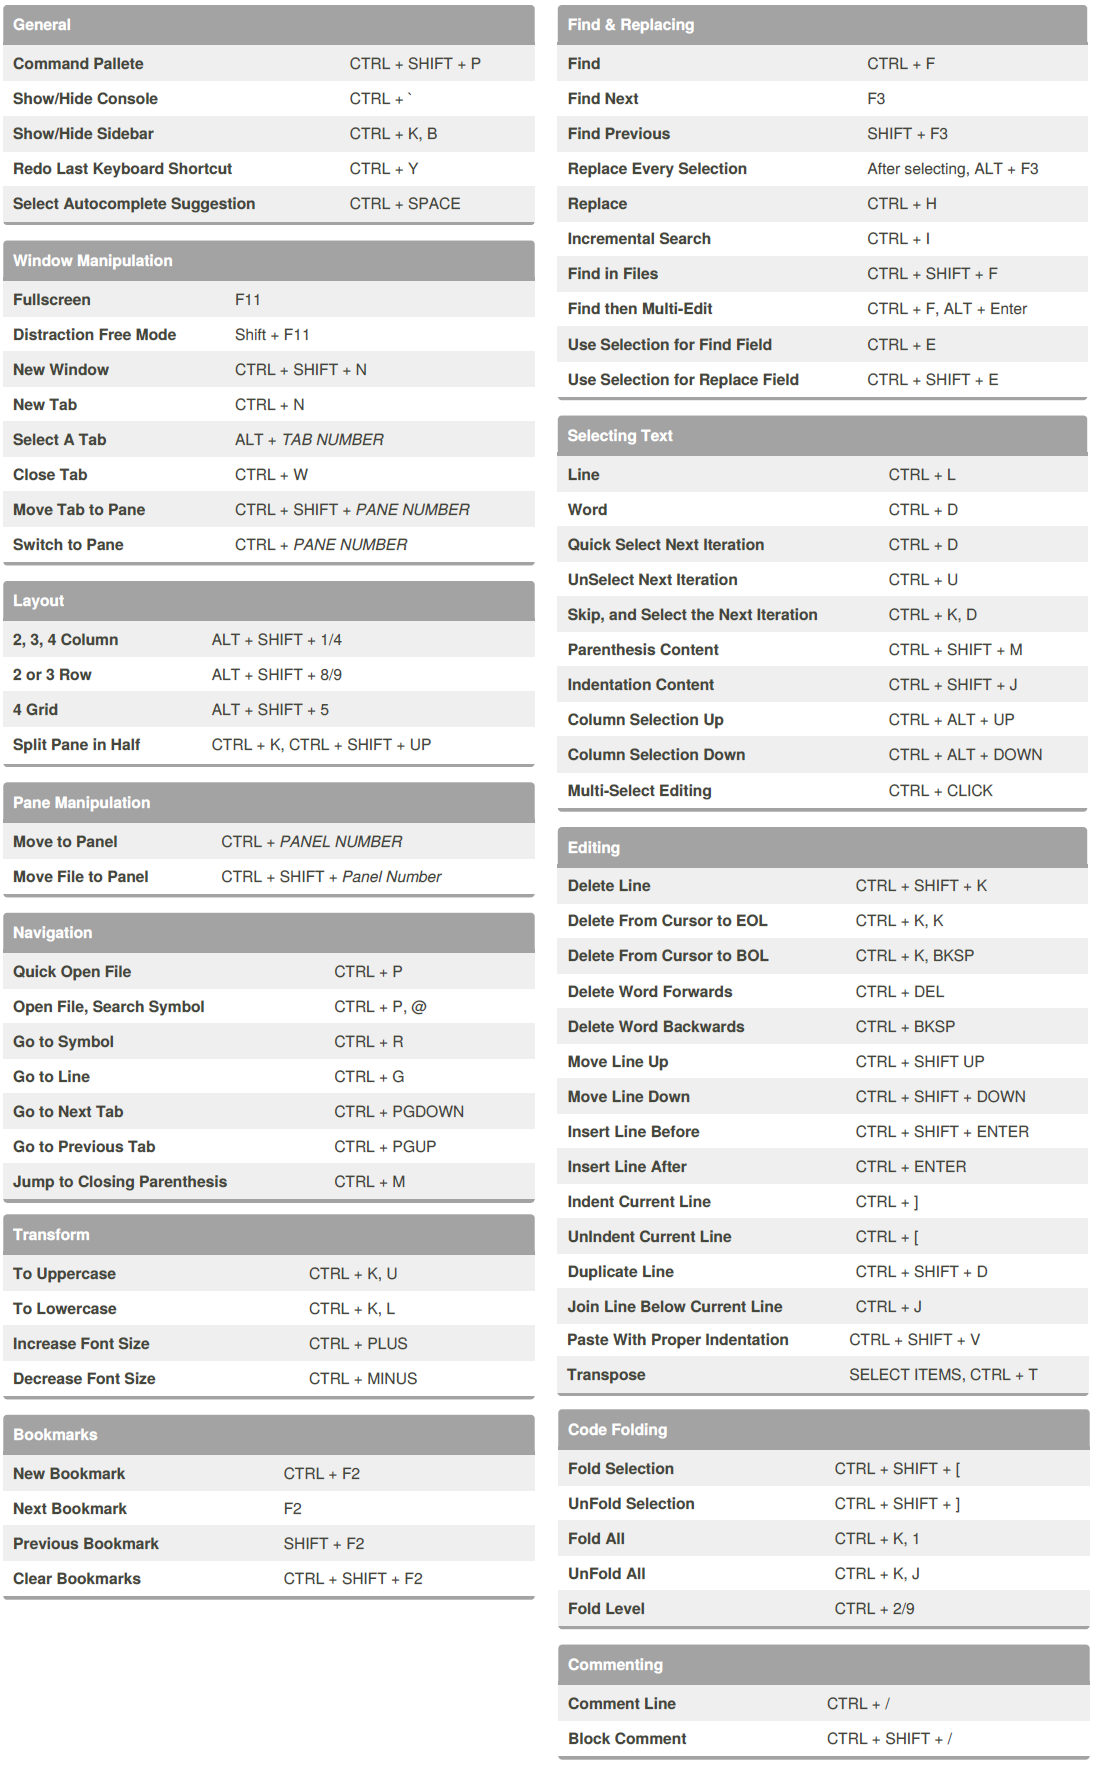 General
Command Pallete CTRL + SHIFT + P
Show/Hide Console CTRL + `
Show/Hide Sidebar CTRL + K, B
Redo Last Keyboard Shortcut CTRL + Y
Select Autocomplete Suggestion CTRL + SPACE
Window Manipulation
Fullscreen F11
Distraction Free Mode Shift + F11
New Window CTRL + SHIFT + N
New Tab CTRL + N
Select A Tab ALT + TAB NUMBER
Close Tab CTRL + W
Move Tab to Pane CTRL + SHIFT + PANE NUMBER
Switch to Pane CTRL + PANE NUMBER
Layout
2, 3, 4 Column ALT + SHIFT + 1/4
2 or 3 Row ALT + SHIFT + 8/9
4 Grid ALT + SHIFT + 5
Split Pane in Half CTRL + K, CTRL + SHIFT + UP
Pane Manipulation
Move to Panel CTRL + PANEL NUMBER
Move File to Panel CTRL + SHIFT + Panel Number
Navigation
Quick Open File CTRL + P
Open File, Search Symbol CTRL + P, @
Go to Symbol CTRL + R
Go to Line CTRL + G
Go to Next Tab CTRL + PGDOWN
Go to Previous Tab CTRL + PGUP
Jump to Closing Parenthesis CTRL + M
Transform
To Uppercase CTRL + K, U
To Lowercase CTRL + K, L
Increase Font Size CTRL + PLUS
Decrease Font Size CTRL + MINUS
Bookmarks
New Bookmark CTRL + F2
Next Bookmark F2
Previous Bookmark SHIFT + F2
Clear Bookmarks CTRL + SHIFT + F2
Find & Replacing
Find CTRL + F
Find Next F3
Find Previous SHIFT + F3
Replace Every Selection After selecting, ALT + F3
Replace CTRL + H
Incremental Search CTRL + I
Find in Files CTRL + SHIFT + F
Find then Multi-Edit CTRL + F, ALT + Enter
Use Selection for Find Field CTRL + E
Use Selection for Replace Field CTRL + SHIFT + E
Selecting Text
Line CTRL + L
Word CTRL + D
Quick Select Next Iteration CTRL + D
UnSelect Next Iteration CTRL + U
Skip, and Select the Next Iteration CTRL + K, D
Parenthesis Content CTRL + SHIFT + M
Indentation Content CTRL + SHIFT + J
Column Selection Up CTRL + ALT + UP
Column Selection Down CTRL + ALT + DOWN
Multi-Select Editing CTRL + CLICK
Editing
Delete Line CTRL + SHIFT + K
Delete From Cursor to EOL CTRL + K, K
Delete From Cursor to BOL CTRL + K, BKSP
Delete Word Forwards CTRL + DEL
Delete Word Backwards CTRL + BKSP
Move Line Up CTRL + SHIFT UP
Move Line Down CTRL + SHIFT + DOWN
Insert Line Before CTRL + SHIFT + ENTER
Insert Line After CTRL + ENTER
Indent Current Line CTRL + ]
UnIndent Current Line CTRL + [
Duplicate Line CTRL + SHIFT + D
Join Line Below Current Line CTRL + J
Paste With Proper Indentation CTRL + SHIFT + V
Transpose SELECT ITEMS, CTRL + T
Code Folding
Fold Selection CTRL + SHIFT + [
UnFold Selection CTRL + SHIFT + ]
Fold All CTRL + K, 1
UnFold All CTRL + K, J
Fold Level CTRL + 2/9
Commenting
Comment Line CTRL + /
Block Comment CTRL + SHIFT + /